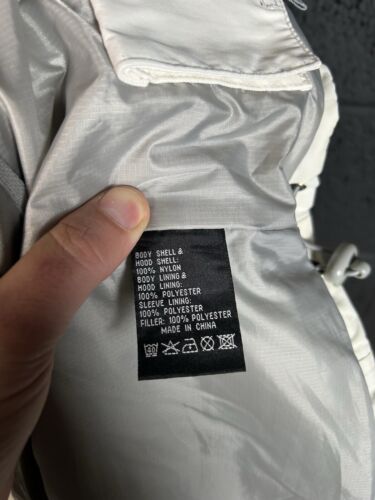 BODY SHELL &
HOOD SHELL:
100% NYLON
BODY LINING &
HOOD LINING:
100% POLYESTER
SLEEVE LINING:
100% POLYESTER
FILLER: 100% POLYESTER
MADE IN CHINA
40